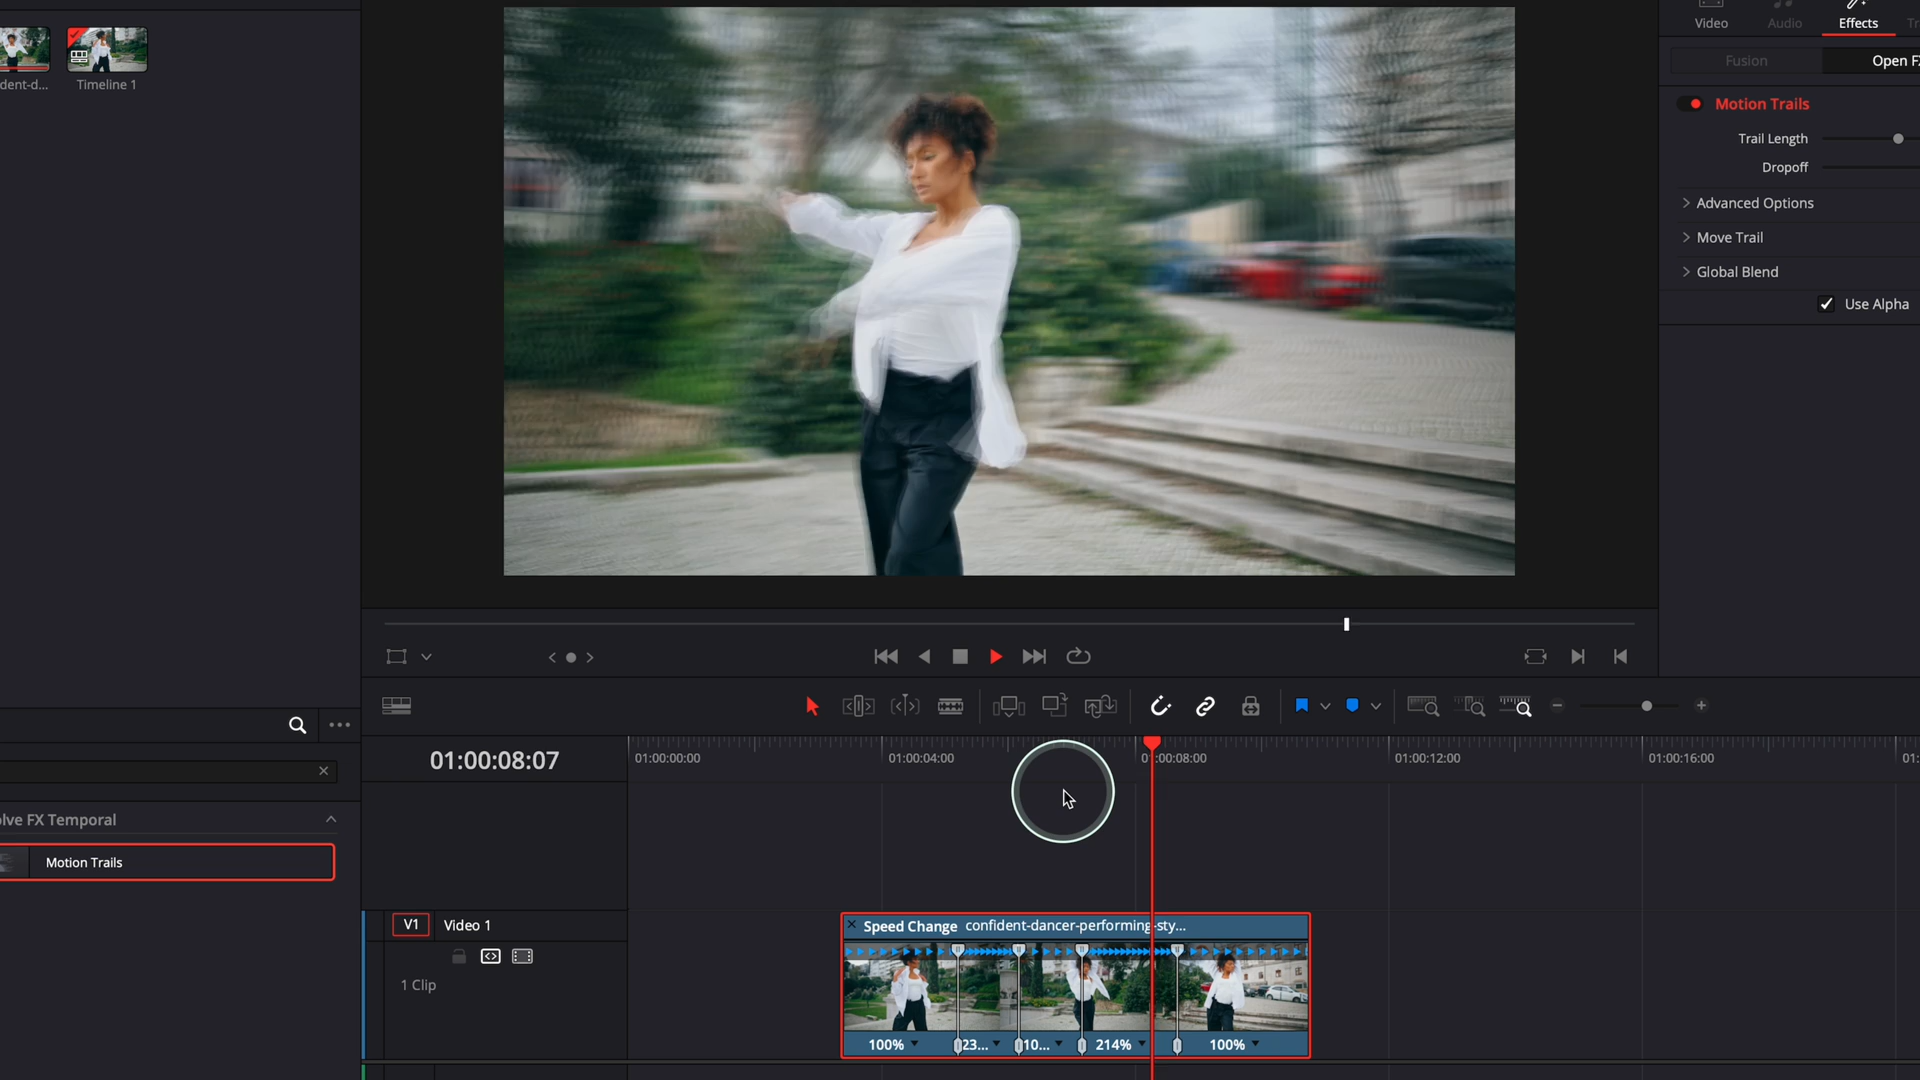 Video Audio Effects Tr
Fusion Open F
dent-d... Timeline 1
Motion Trails
Trail Length
Dropoff
Advanced Options
Move Trail
Global Blend
Use Alpha
01:00:08:07
01:00:00:00 01:00:04:00 01:00:08:00 01:00:12:00 01:00:16:00 01:
olve FX Temporal
Motion Trails
V1 Video 1
1 Clip
Speed Change confident-dancer-performing-sty...
100% 23... 10... 214% 100%